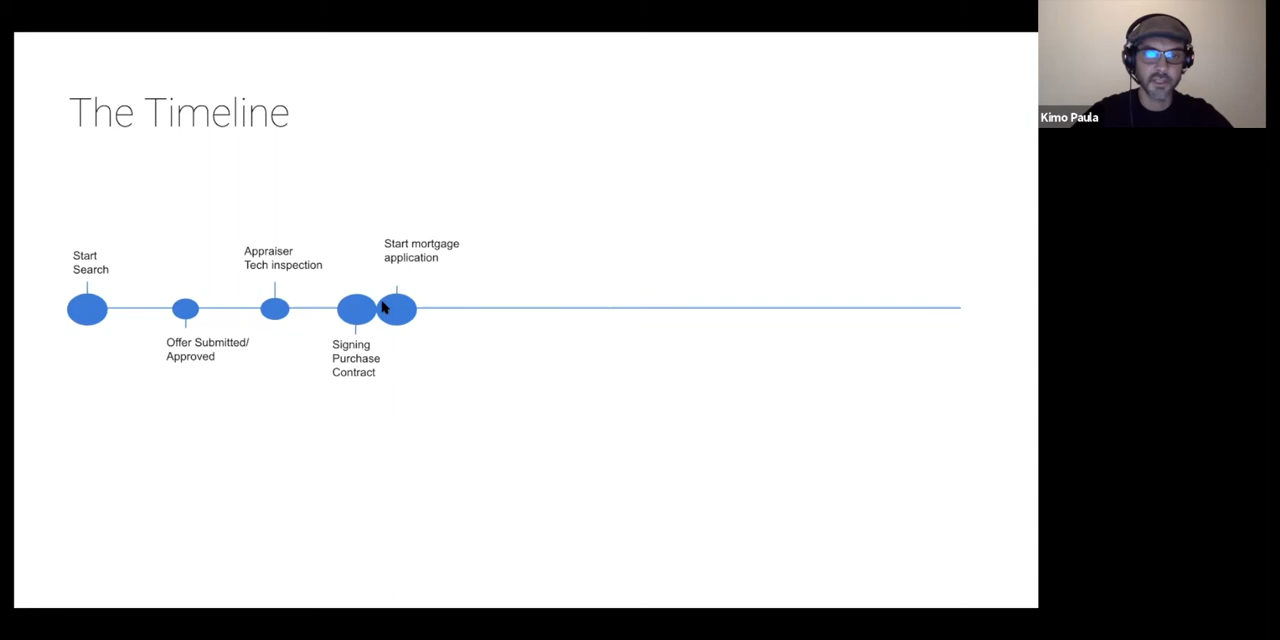 The Timeline
Start
Search
Offer Submitted/
Approved
Appraiser
Tech inspection
Signing
Purchase
Contract
Start mortgage
application
Kimo Paula